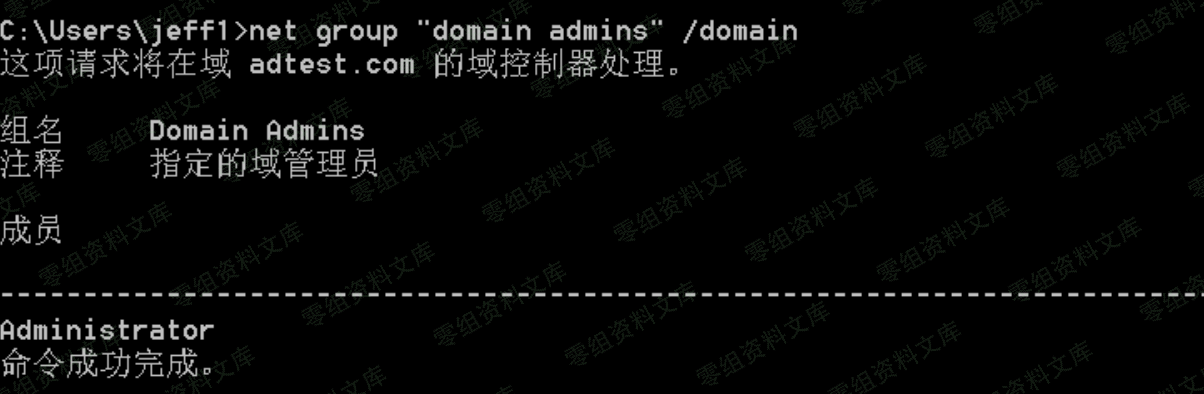 C:\Users\jeff1>net group "domain admins" /domain
这项请求将在域 adtest.com 的域控制器处理。
组名 Domain Admins
注释 指定的域管理员
成员
-------------------------------------------------------------------------------
Administrator
命令成功完成。
零组资料文库